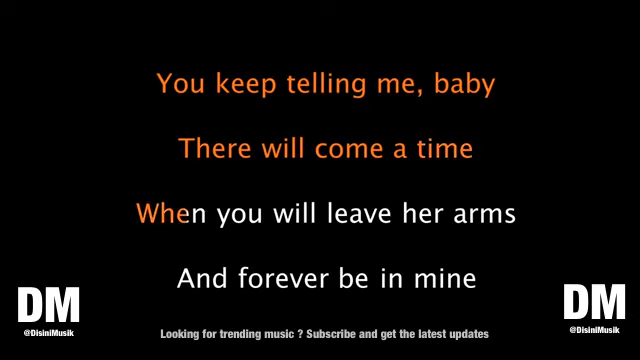 You keep telling me, baby
There will come a time
When you will leave her arms
And forever be in mine
DM
@DisiniMusik
DM
@DisiniMusik
Looking for trending music ? Subscribe and get the latest updates